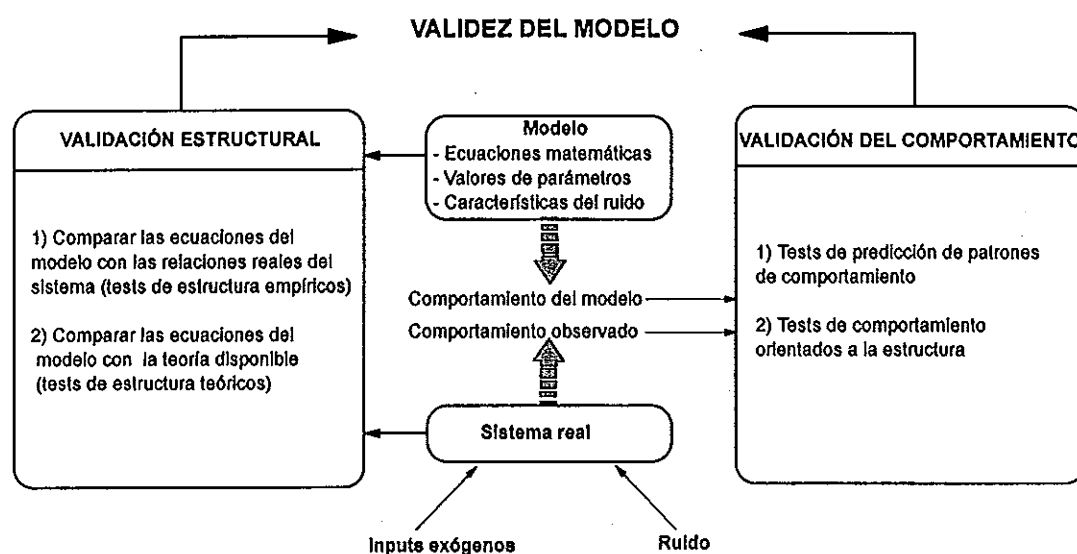 VALIDEZ DEL MODELO
VALIDACIÓN ESTRUCTURAL
1) Comparar las ecuaciones del
modelo con las relaciones reales del
sistema (tests de estructura empíricos)
2) Comparar las ecuaciones del
modelo con la teoría disponible
(tests de estructura teóricos)
Modelo
- Ecuaciones matemáticas
- Valores de parámetros
- Características del ruido
Comportamiento del modelo
Comportamiento observado
Sistema real
Inputs exógenos
Ruido
VALIDACIÓN DEL COMPORTAMIENTO
1) Tests de predicción de patrones
de comportamiento
2) Tests de comportamiento
orientados a la estructura